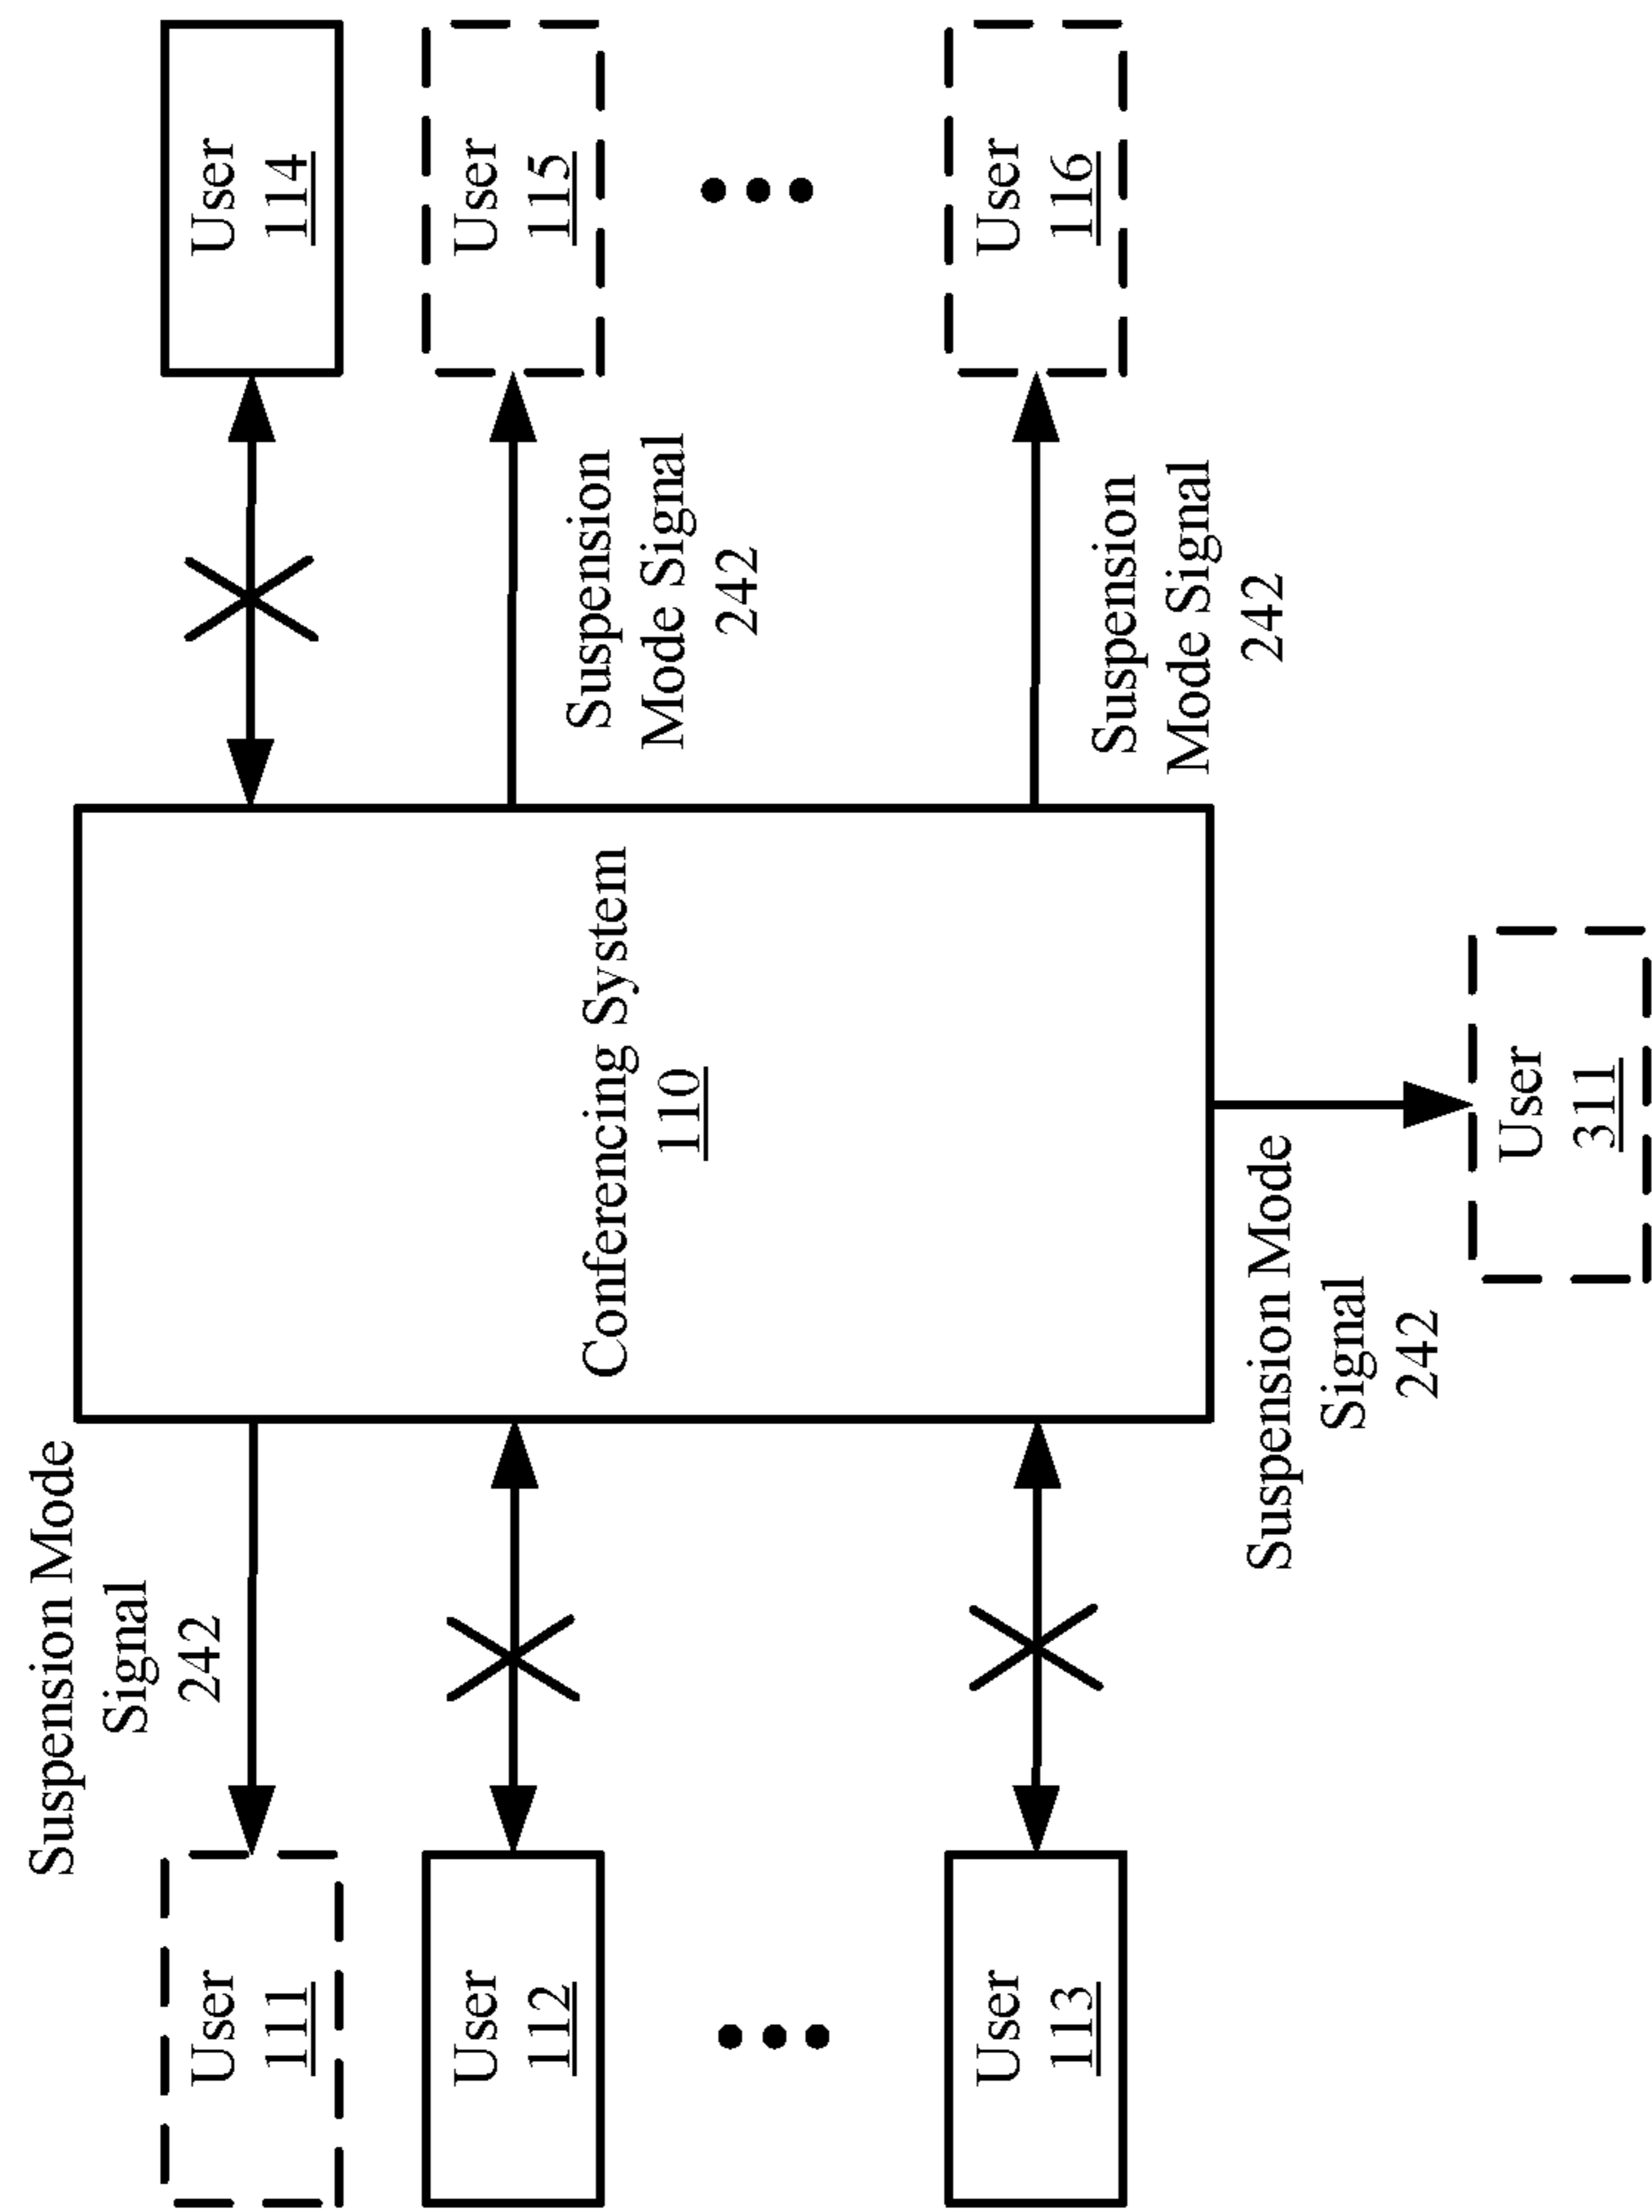 Suspension Mode
Signal
242
User
111
User
114
User
112
User
115
Suspension
Mode Signal
242
Conferencing System
110
User
113
User
116
Suspension
Mode Signal
242
Suspension Mode
Signal
242
User
311